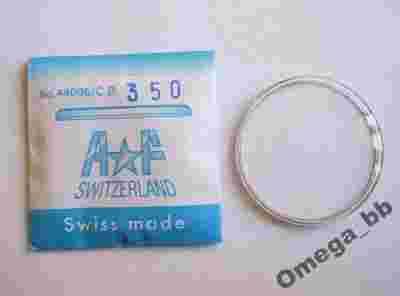 350
A☆F
SWITZERLAND
Swiss made
Omega_bb